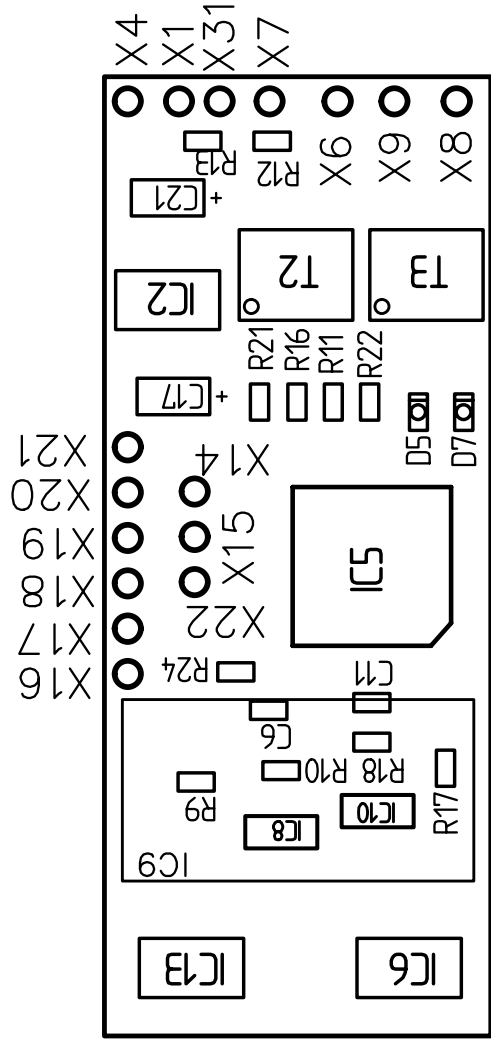 X4
X1
X31
X7
R13
R12
X6
X9
X8
C21
+
T2
T3
IC2
R21
R16
R11
R22
C17
+
D5
D7
X21
X14
X20
X19
X15
IC5
X18
X22
X17
R24
X16
C11
C6
R10
R18
R9
IC8
IC10
R17
IC9
IC13
IC6